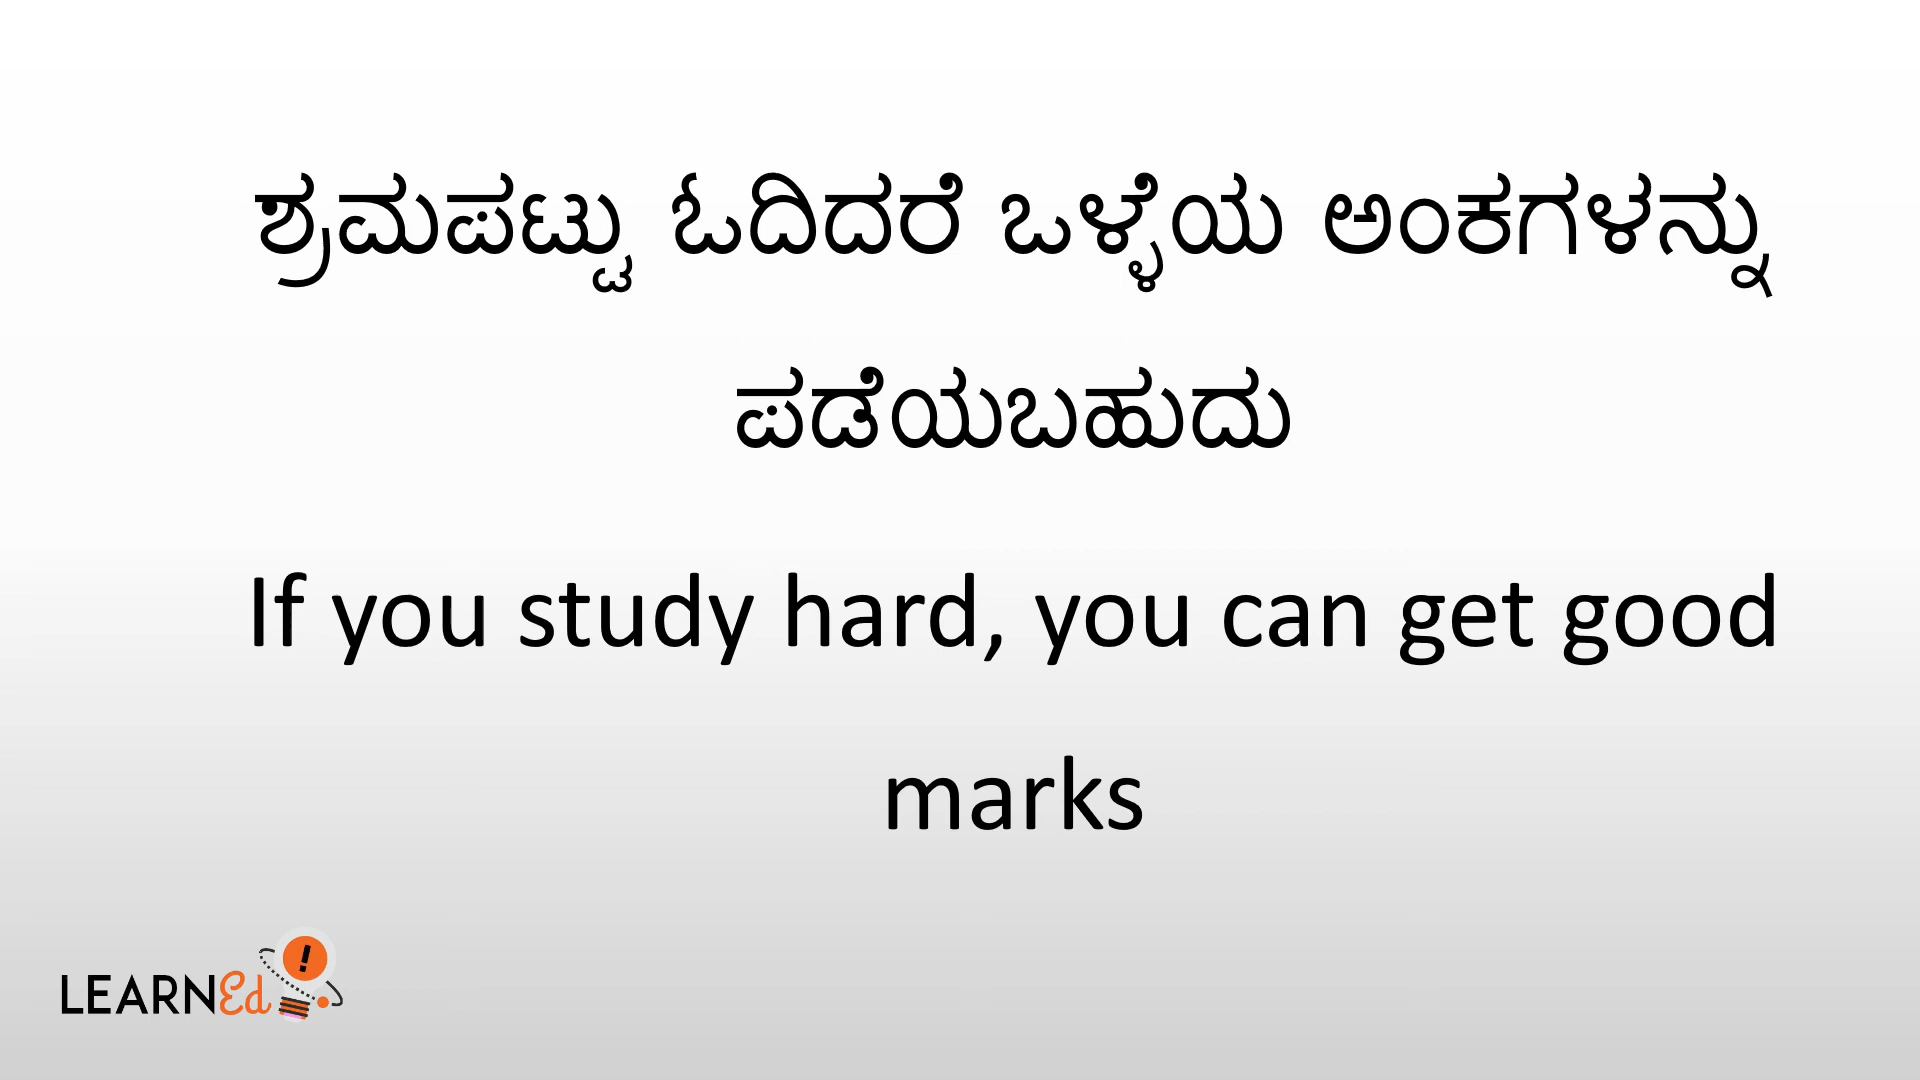 ಶ್ರಮಪಟ್ಟು ಓದಿದರೆ ಒಳ್ಳೆಯ ಅಂಕಗಳನ್ನು
ಪಡೆಯಬಹುದು
If you study hard, you can get good
marks
LEARNEd